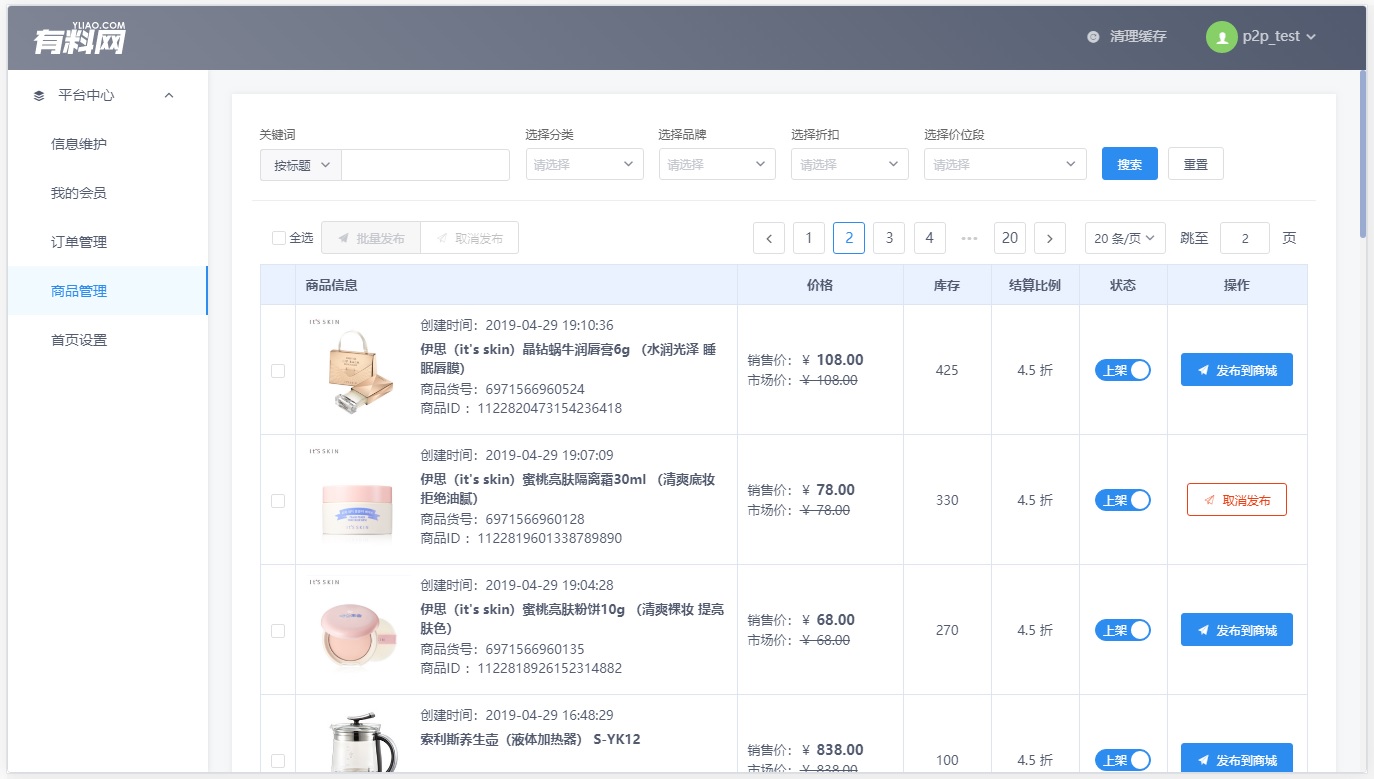 YLIAO.COM
有料网
清理缓存
p2p_test
平台中心
信息维护
我的会员
订单管理
商品管理
首页设置
关键词
选择分类
选择品牌
选择折扣
选择价位段
按标题
请选择
请选择
请选择
请选择
搜索
重置
全选
批量发布
取消发布
1
2
3
4
•••
20
20 条/页
跳至
2
页
商品信息
价格
库存
结算比例
状态
操作
IT'S SKIN
创建时间：2019-04-29 19:10:36
伊思（it's skin）晶钻蜗牛润唇膏6g （水润光泽 睡
眠唇膜）
商品货号：6971566960524
商品ID ：1122820473154236418
销售价：￥ 108.00
市场价：￥ 108.00
425
4.5 折
上架
发布到商城
IT'S SKIN
创建时间：2019-04-29 19:07:09
伊思（it's skin）蜜桃亮肤隔离霜30ml （清爽底妆
拒绝油腻）
商品货号：6971566960128
商品ID ：1122819601338789890
销售价：￥ 78.00
市场价：￥ 78.00
330
4.5 折
上架
取消发布
IT'S SKIN
创建时间：2019-04-29 19:04:28
伊思（it's skin）蜜桃亮肤粉饼10g （清爽裸妆 提亮
肤色）
商品货号：6971566960135
商品ID ：1122818926152314882
销售价：￥ 68.00
市场价：￥ 68.00
270
4.5 折
上架
发布到商城
创建时间：2019-04-29 16:48:29
索利斯养生壶（液体加热器） S-YK12
销售价：￥ 838.00
市场价：￥ 838.00
100
4.5 折
上架
发布到商城